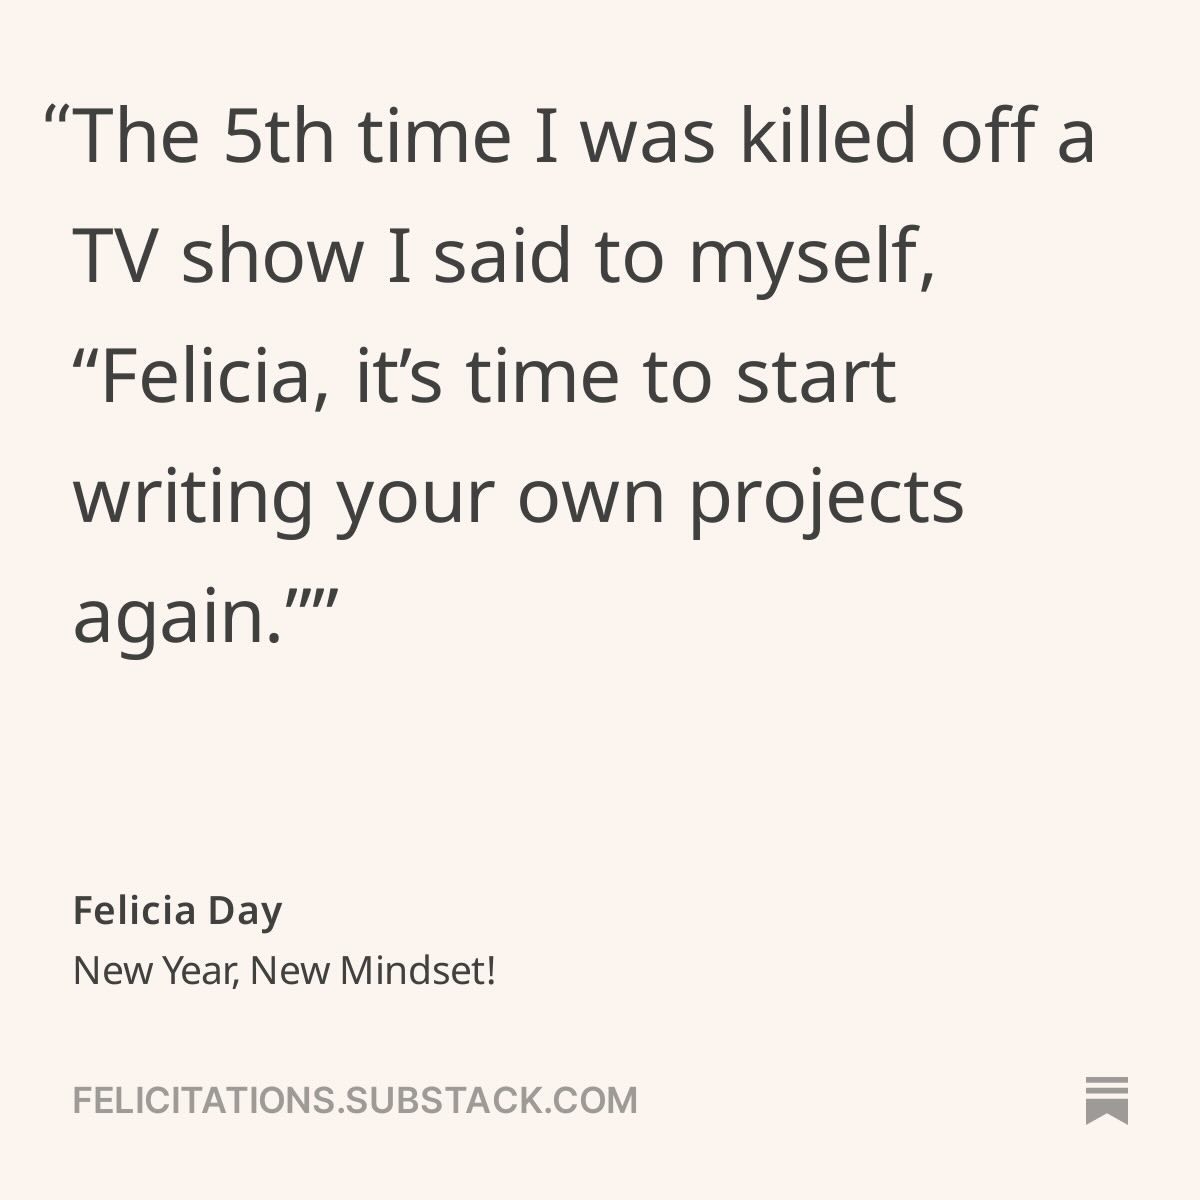 “The 5th time I was killed off a
TV show I said to myself,
“Felicia, it’s time to start
writing your own projects
again.””
Felicia Day
New Year, New Mindset!
FELICITATIONS.SUBSTACK.COM